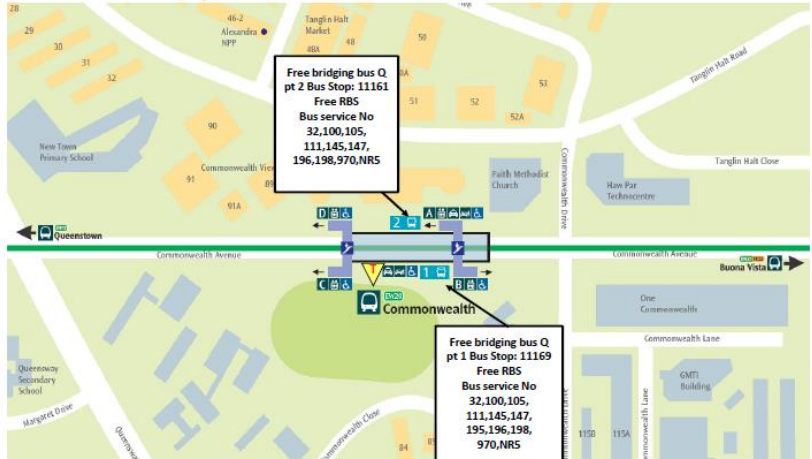 28
29
30
31
32
46-2
Alexandra
NPP
Tanglin Halt
Market
48A
48
50
51
52
52A
53
Tanglin Halt Road
Free bridging bus Q
pt 2 Bus Stop: 11161
Free RBS
Bus service No
32,100,105,
111,145,147,
196,198,970,NR5
New Town
Primary School
90
91
91A
Commonwealth View
Faith Methodist
Church
Commonwealth Drive
Haw Par
Technocentre
Tanglin Halt Close
D
2
A
Queenstown
Commonwealth Avenue
Commonwealth Avenue
Buona Vista
C
T
1
B
EW20
Commonwealth
One
Commonwealth
Commonwealth Lane
Free bridging bus Q
pt 1 Bus Stop: 11169
Free RBS
Bus service No
32,100,105,
111,145,147,
195,196,198,
970,NR5
Queensway
Secondary
School
Margaret Drive
Queensway
Commonwealth Close
84
GMTI
Building
115B
115A
Commonwealth Lane